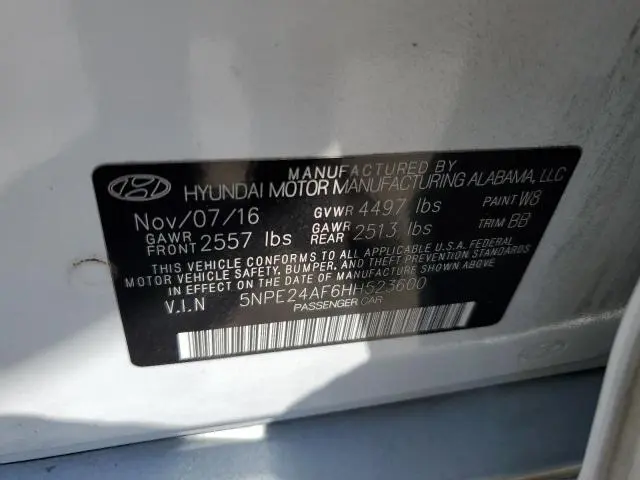 MANUFACTURED BY
HYUNDAI MOTOR MANUFACTURING ALABAMA, LLC
Nov/07/16 GVWR 4497 lbs PAINT W8
GAWR FRONT 2557 lbs GAWR REAR 2513 lbs TRIM BB
THIS VEHICLE CONFORMS TO ALL APPLICABLE U.S.A. FEDERAL
MOTOR VEHICLE SAFETY, BUMPER, AND THEFT PREVENTION STANDARDS
IN EFFECT ON THE DATE OF MANUFACTURE SHOWN ABOVE.
V.I.N 5NPE24AF6HH523600
PASSENGER CAR